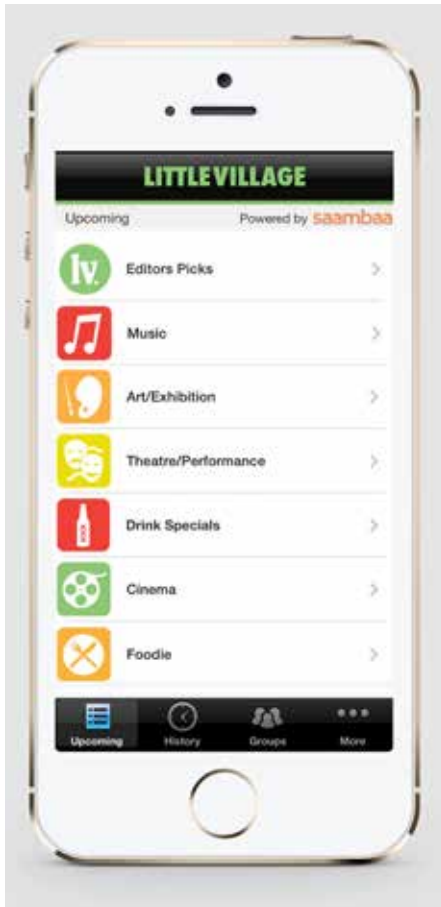 LITTLEVILLAGE
Upcoming Powered by saambaa
lv Editors Picks
Music
Art/Exhibition
Theatre/Performance
Drink Specials
Cinema
Foodie
Upcoming History Groups More